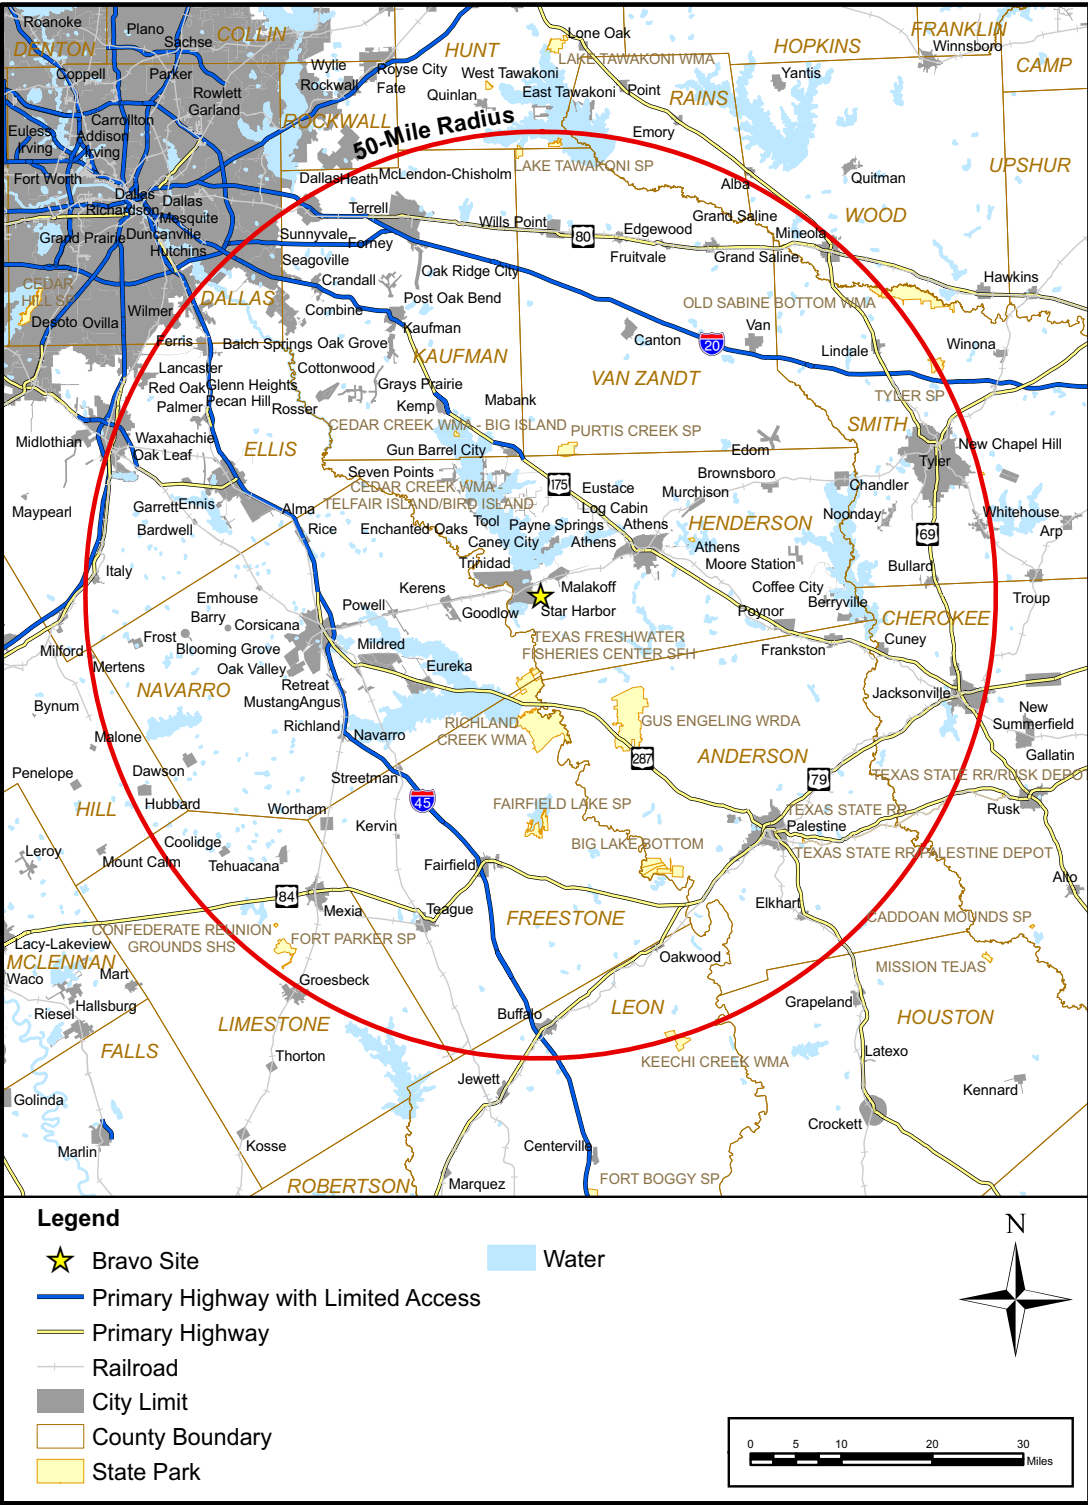 Roanoke
Plano
Sachse
COLLIN
DENTON
HUNT
Lone Oak
LAKE TAWAKONI WMA
HOPKINS
FRANKLIN
Winnsboro
CAMP
Coppell
Parker
Wylie
Rockwall
Royse City
Fate
West Tawakoni
Quinlan
East Tawakoni
Point
Yantis
RAINS
Rowlett
Garland
ROCKWALL
Carrollton
Addison
Irving
Euless
Irving
50-Mile Radius
Emory
LAKE TAWAKONI SP
UPSHUR
Fort Worth
Dallas
Richardson
Dallas
Mesquite
Dallas
Heath
McLendon-Chisholm
Alba
Quitman
WOOD
Grand Prairie
Duncanville
Hutchins
Terrell
Sunnyvale
Forney
Wills Point
80
Edgewood
Fruitvale
Grand Saline
Grand Saline
Mineola
Seagoville
Crandall
Oak Ridge City
Hawkins
CEDAR
HILL SP
DALLAS
Combine
Post Oak Bend
OLD SABINE BOTTOM WMA
Desoto
Ovilla
Wilmer
Ferris
Balch Springs
Oak Grove
Kaufman
KAUFMAN
Canton
20
Van
Lindale
Winona
Lancaster
Red Oak
Glenn Heights
Cottonwood
Grays Prairie
VAN ZANDT
TYLER SP
Palmer
Pecan Hill
Rosser
Kemp
Mabank
CEDAR CREEK WMA - BIG ISLAND
PURTIS CREEK SP
SMITH
Midlothian
Waxahachie
Oak Leaf
ELLIS
Gun Barrel City
Edom
New Chapel Hill
Tyler
Seven Points
CEDAR CREEK WMA -
TELFAIR ISLAND/BIRD ISLAND
175
Eustace
Brownsboro
Murchison
Chandler
Maypearl
Garrett
Ennis
Bardwell
Alma
Rice
Enchanted Oaks
Tool
Caney City
Payne Springs
Log Cabin
Athens
Athens
HENDERSON
Noonday
Whitehouse
Arp
69
Athens
Moore Station
Trinidad
Italy
Kerens
Malakoff
Coffee City
Berryville
Bullard
Troup
Emhouse
Barry
Powell
Goodlow
Star Harbor
Poynor
CHEROKEE
Frost
Corsicana
Blooming Grove
Oak Valley
Mildred
TEXAS FRESHWATER
FISHERIES CENTER SFH
Frankston
Cuney
Milford
Mertens
Eureka
NAVARRO
Retreat
Mustang
Angus
Jacksonville
Bynum
Richland
Navarro
RICHLAND
CREEK WMA
GUS ENGELING WRDA
New
Summerfield
Malone
287
ANDERSON
Gallatin
Penelope
Dawson
Streetman
79
TEXAS STATE RR/RUSK DEPOT
HILL
Hubbard
Wortham
45
FAIRFIELD LAKE SP
TEXAS STATE RR
Rusk
Kervin
Palestine
Leroy
Coolidge
Mount Calm
Tehuacana
Fairfield
BIG LAKE BOTTOM
TEXAS STATE RR/PALESTINE DEPOT
Alto
84
Mexia
Teague
FREESTONE
Elkhart
CADDOAN MOUNDS SP
CONFEDERATE REUNION
GROUNDS SHS
FORT PARKER SP
Lacy-Lakeview
MCLENNAN
Waco
Mart
Oakwood
MISSION TEJAS
Groesbeck
Riesel
Hallsburg
LIMESTONE
Buffalo
LEON
Grapeland
HOUSTON
FALLS
Thorton
KEECHI CREEK WMA
Latexo
Jewett
Kennard
Golinda
Crockett
Marlin
Kosse
Centerville
ROBERTSON
Marquez
FORT BOGGY SP
Legend
Bravo Site
Water
Primary Highway with Limited Access
Primary Highway
Railroad
City Limit
County Boundary
State Park
N
0 5 10 20 30
Miles